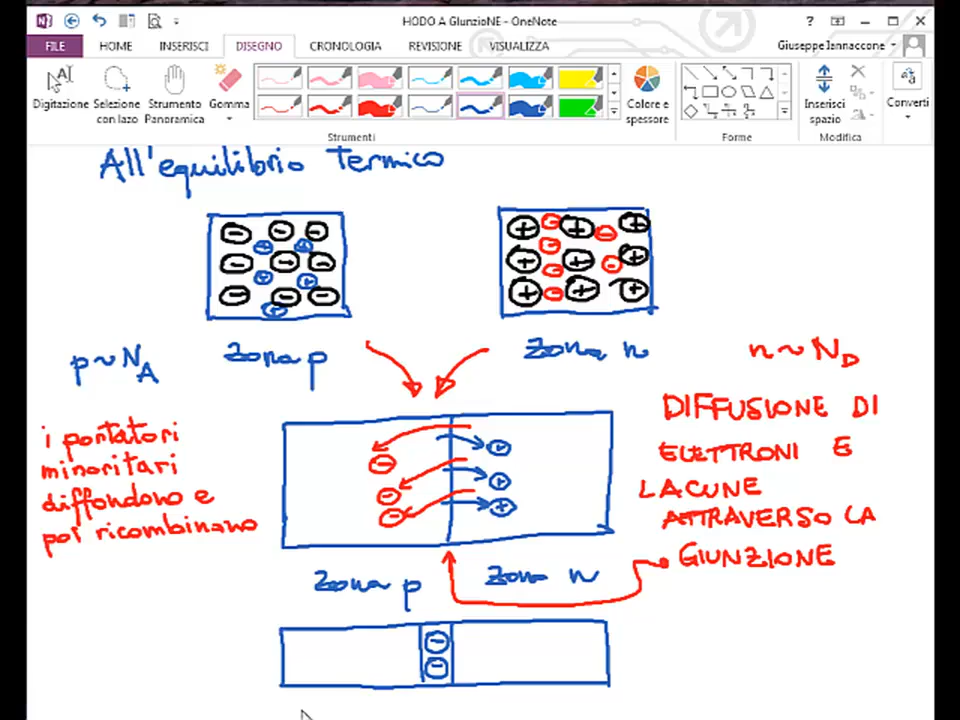 HODO A GIunzioNE - OneNote
FILE HOME INSERISCI DISEGNO CRONOLOGIA REVISIONE VISUALIZZA Giuseppe Iannaccone
Digitazione Selezione con lazo Strumento Panoramica Gomma Colore e spessore Inserisci spazio Converti
Strumenti Forme Modifica
All'equilibrio Termico
p ~ NA Zona p Zona n n ~ ND
i portatori
minoritari
diffondono e
poi ricombinano
DIFFUSIONE DI
ELETTRONI E
LACUNE
ATTRAVERSO LA
GIUNZIONE
Zona p Zona n